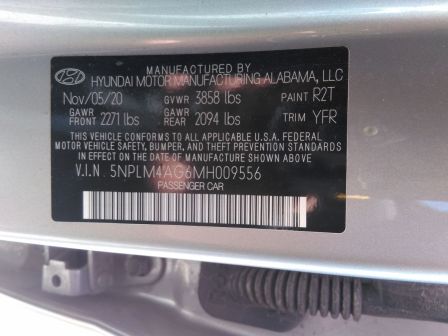 MANUFACTURED BY
HYUNDAI MOTOR MANUFACTURING ALABAMA, LLC
Nov/05/20 GVWR 3858 lbs PAINT R2T
GAWR FRONT 2271 lbs GAWR REAR 2094 lbs TRIM YFR
THIS VEHICLE CONFORMS TO ALL APPLICABLE U.S. FEDERAL
MOTOR VEHICLE SAFETY, BUMPER, AND THEFT PREVENTION
STANDARDS IN EFFECT ON THE DATE OF MANUFACTURE SHOWN ABOVE.
V.I.N. 5NPLM4AG6MH009556
PASSENGER CAR